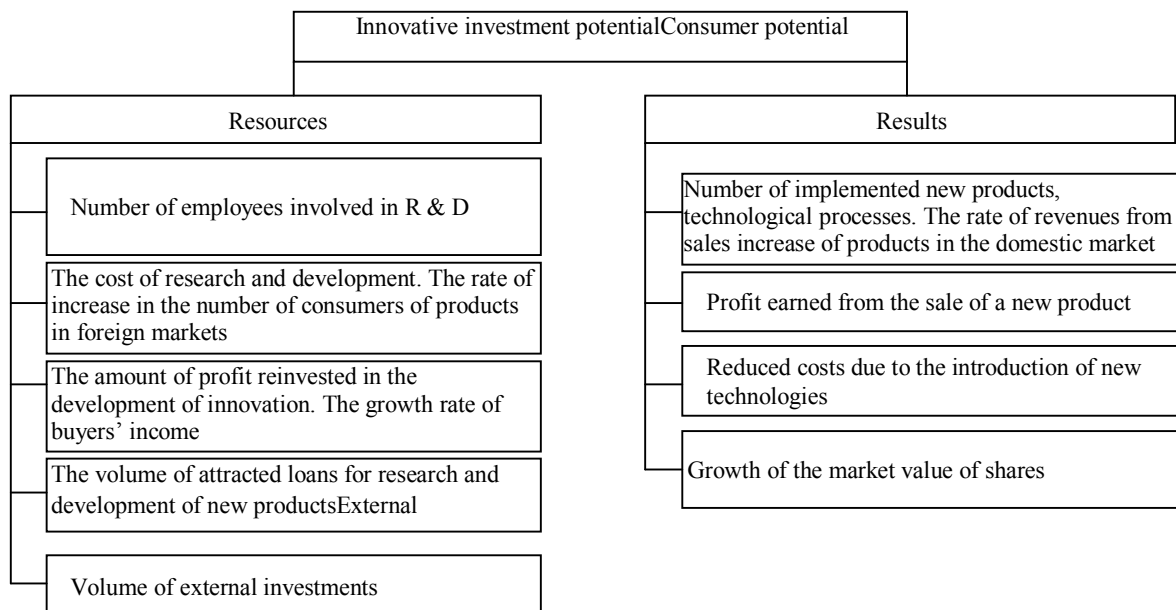 Innovative investment potentialConsumer potential
Resources
Number of employees involved in R & D
The cost of research and development. The rate of
increase in the number of consumers of products
in foreign markets
The amount of profit reinvested in the
development of innovation. The growth rate of
buyers’ income
The volume of attracted loans for research and
development of new productsExternal
Volume of external investments
Results
Number of implemented new products,
technological processes. The rate of revenues from
sales increase of products in the domestic market
Profit earned from the sale of a new product
Reduced costs due to the introduction of new
technologies
Growth of the market value of shares